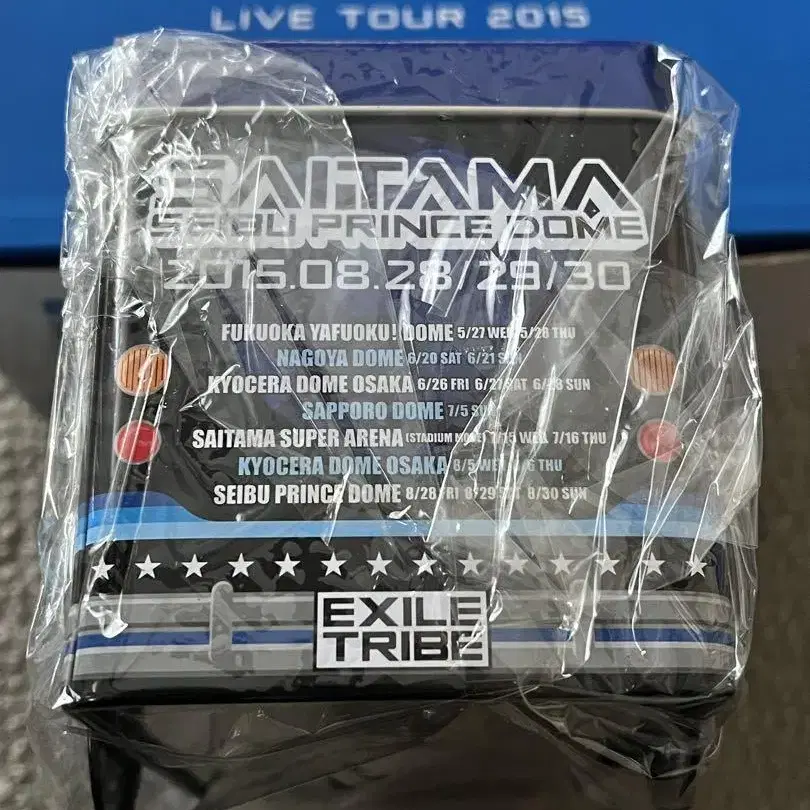 LIVE TOUR 2015
SAITAMA
SEIBU PRINCE DOME
2015.08.28/29/30
FUKUOKA YAFUOKU! DOME 5/27 WED 5/28 THU
NAGOYA DOME 6/20 SAT 6/21 SUN
KYOCERA DOME OSAKA 6/26 FRI 6/27 SAT 6/28 SUN
SAPPORO DOME 7/5 SUN
SAITAMA SUPER ARENA (STADIUM MODE) 7/15 WED 7/16 THU
KYOCERA DOME OSAKA 8/5 WED 8/6 THU
SEIBU PRINCE DOME 8/28 FRI 8/29 SAT 8/30 SUN
EXILE
TRIBE